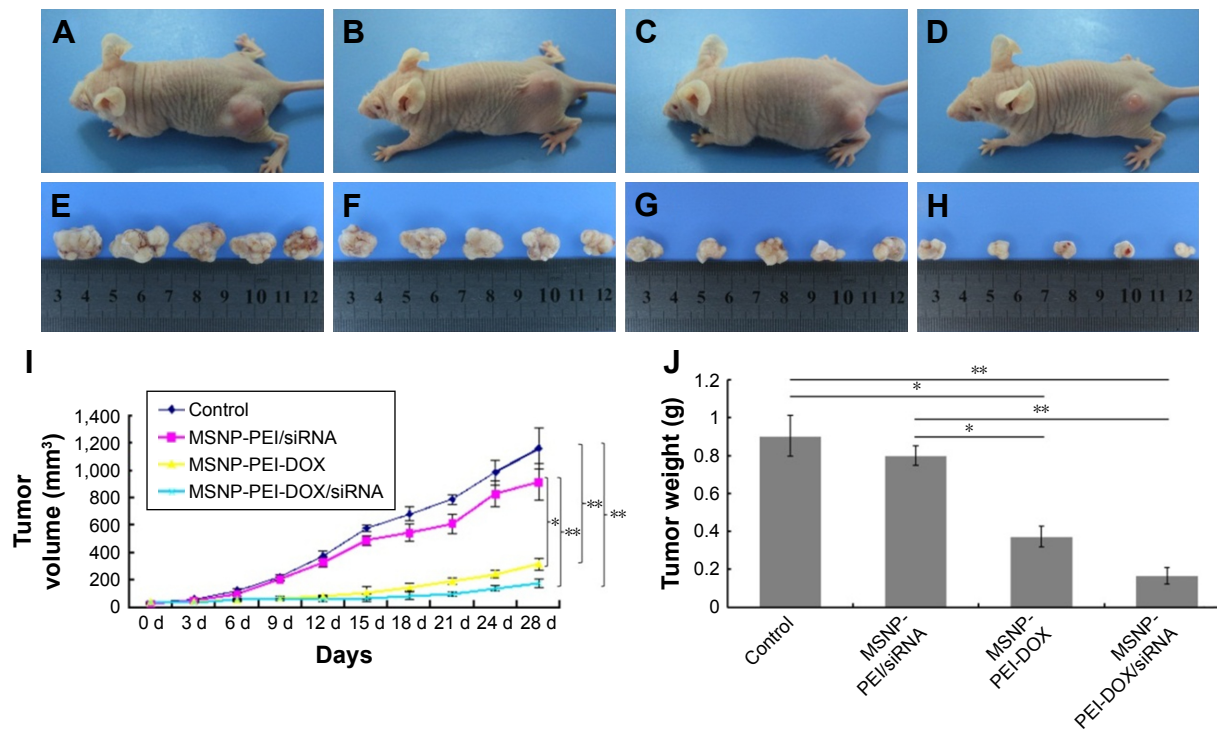 A B C D
E F G H
3 4 5 6 7 8 9 10 11 12
3 4 5 6 7 8 9 10 11 12
3 4 5 6 7 8 9 10 11 12
3 4 5 6 7 8 9 10 11 12
I
Control
MSNP-PEI/siRNA
MSNP-PEI-DOX
MSNP-PEI-DOX/siRNA
Tumor
volume (mm³)
1,400
1,200
1,000
800
600
400
200
0
* ** ** **
0 d 3 d 6 d 9 d 12 d 15 d 18 d 21 d 24 d 28 d
Days
J
Tumor weight (g)
1.2
1
0.8
0.6
0.4
0.2
0
**
*
**
*
Control
MSNP-
PEI/siRNA
MSNP-
PEI-DOX
MSNP-
PEI-DOX/siRNA